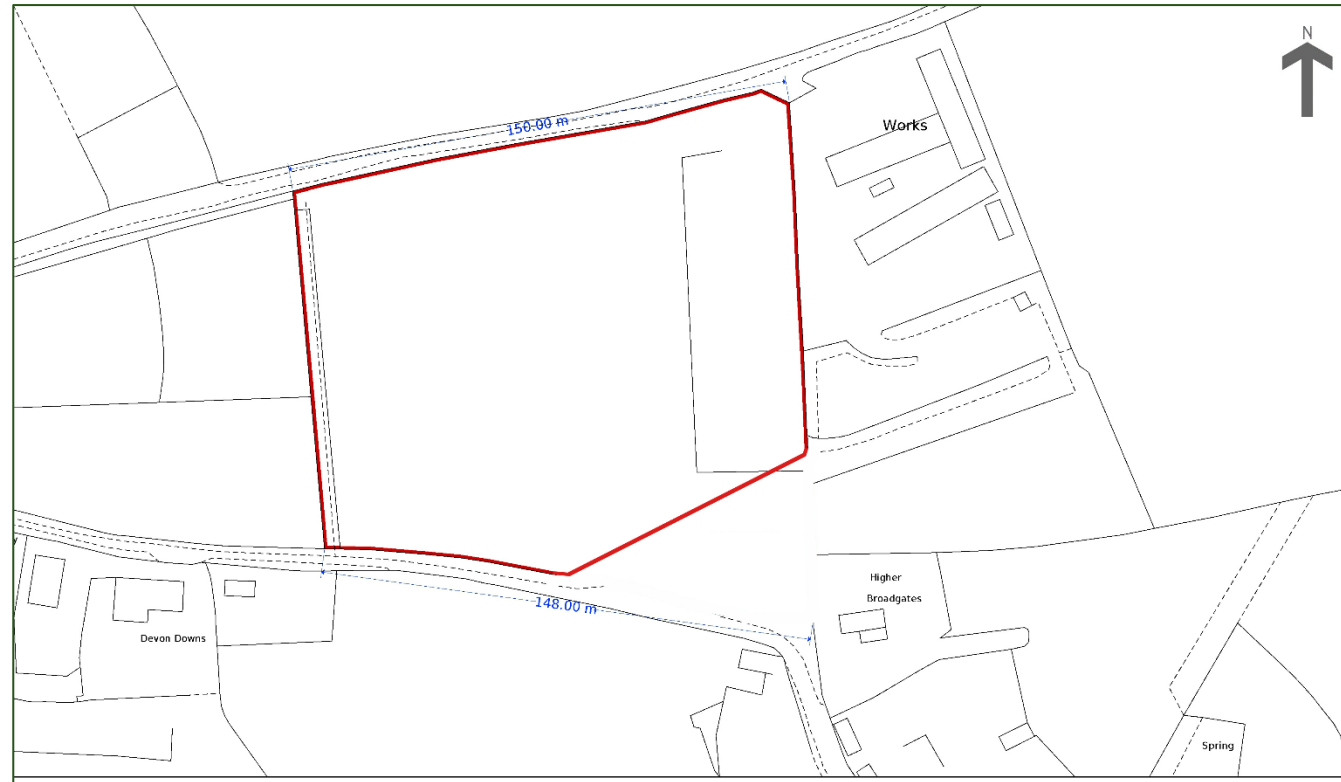 N
150.00 m
Works
148.00 m
Higher
Broadgates
Devon Downs
Spring